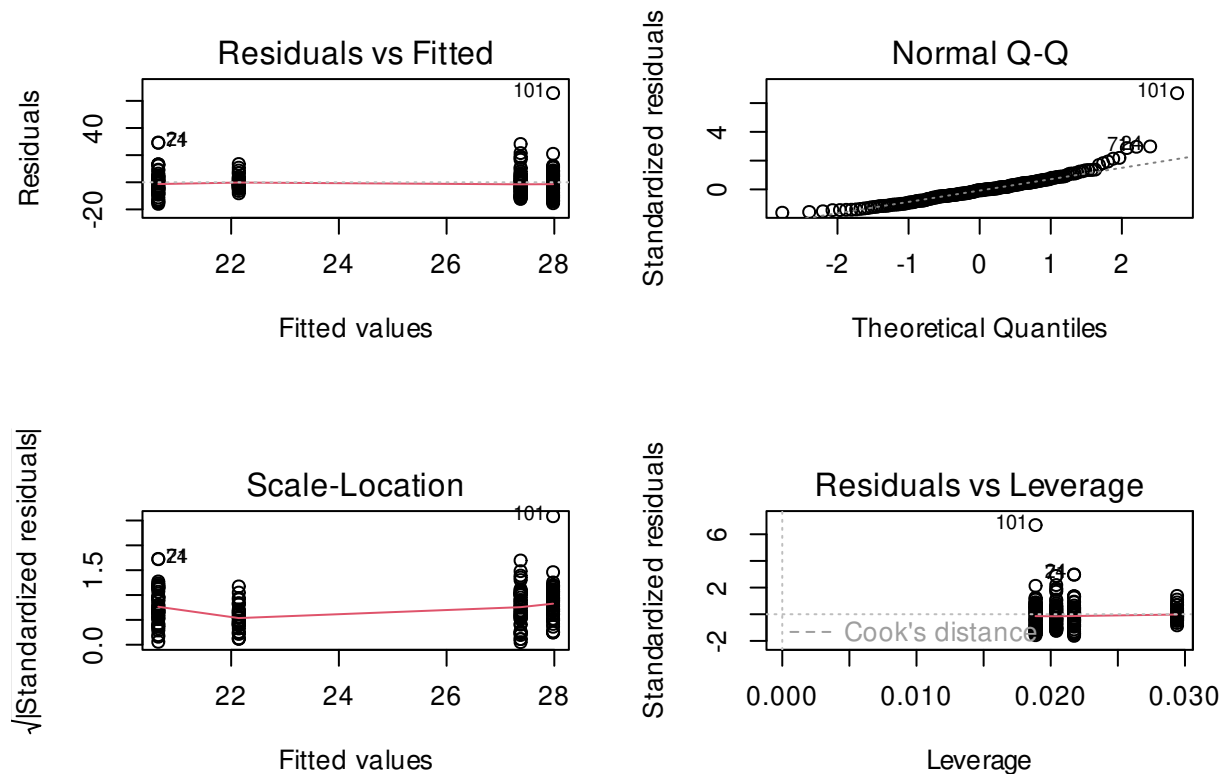 Residuals vs Fitted
Residuals
-20 40
101
24
22 24 26 28
Fitted values
Normal Q-Q
Standardized residuals
0 4
101
-2 -1 0 1 2
Theoretical Quantiles
Scale-Location
√|Standardized residuals|
0.0 1.5
101
24
22 24 26 28
Fitted values
Residuals vs Leverage
Standardized residuals
-2 2 6
101
Cook's distance
0.000 0.010 0.020 0.030
Leverage